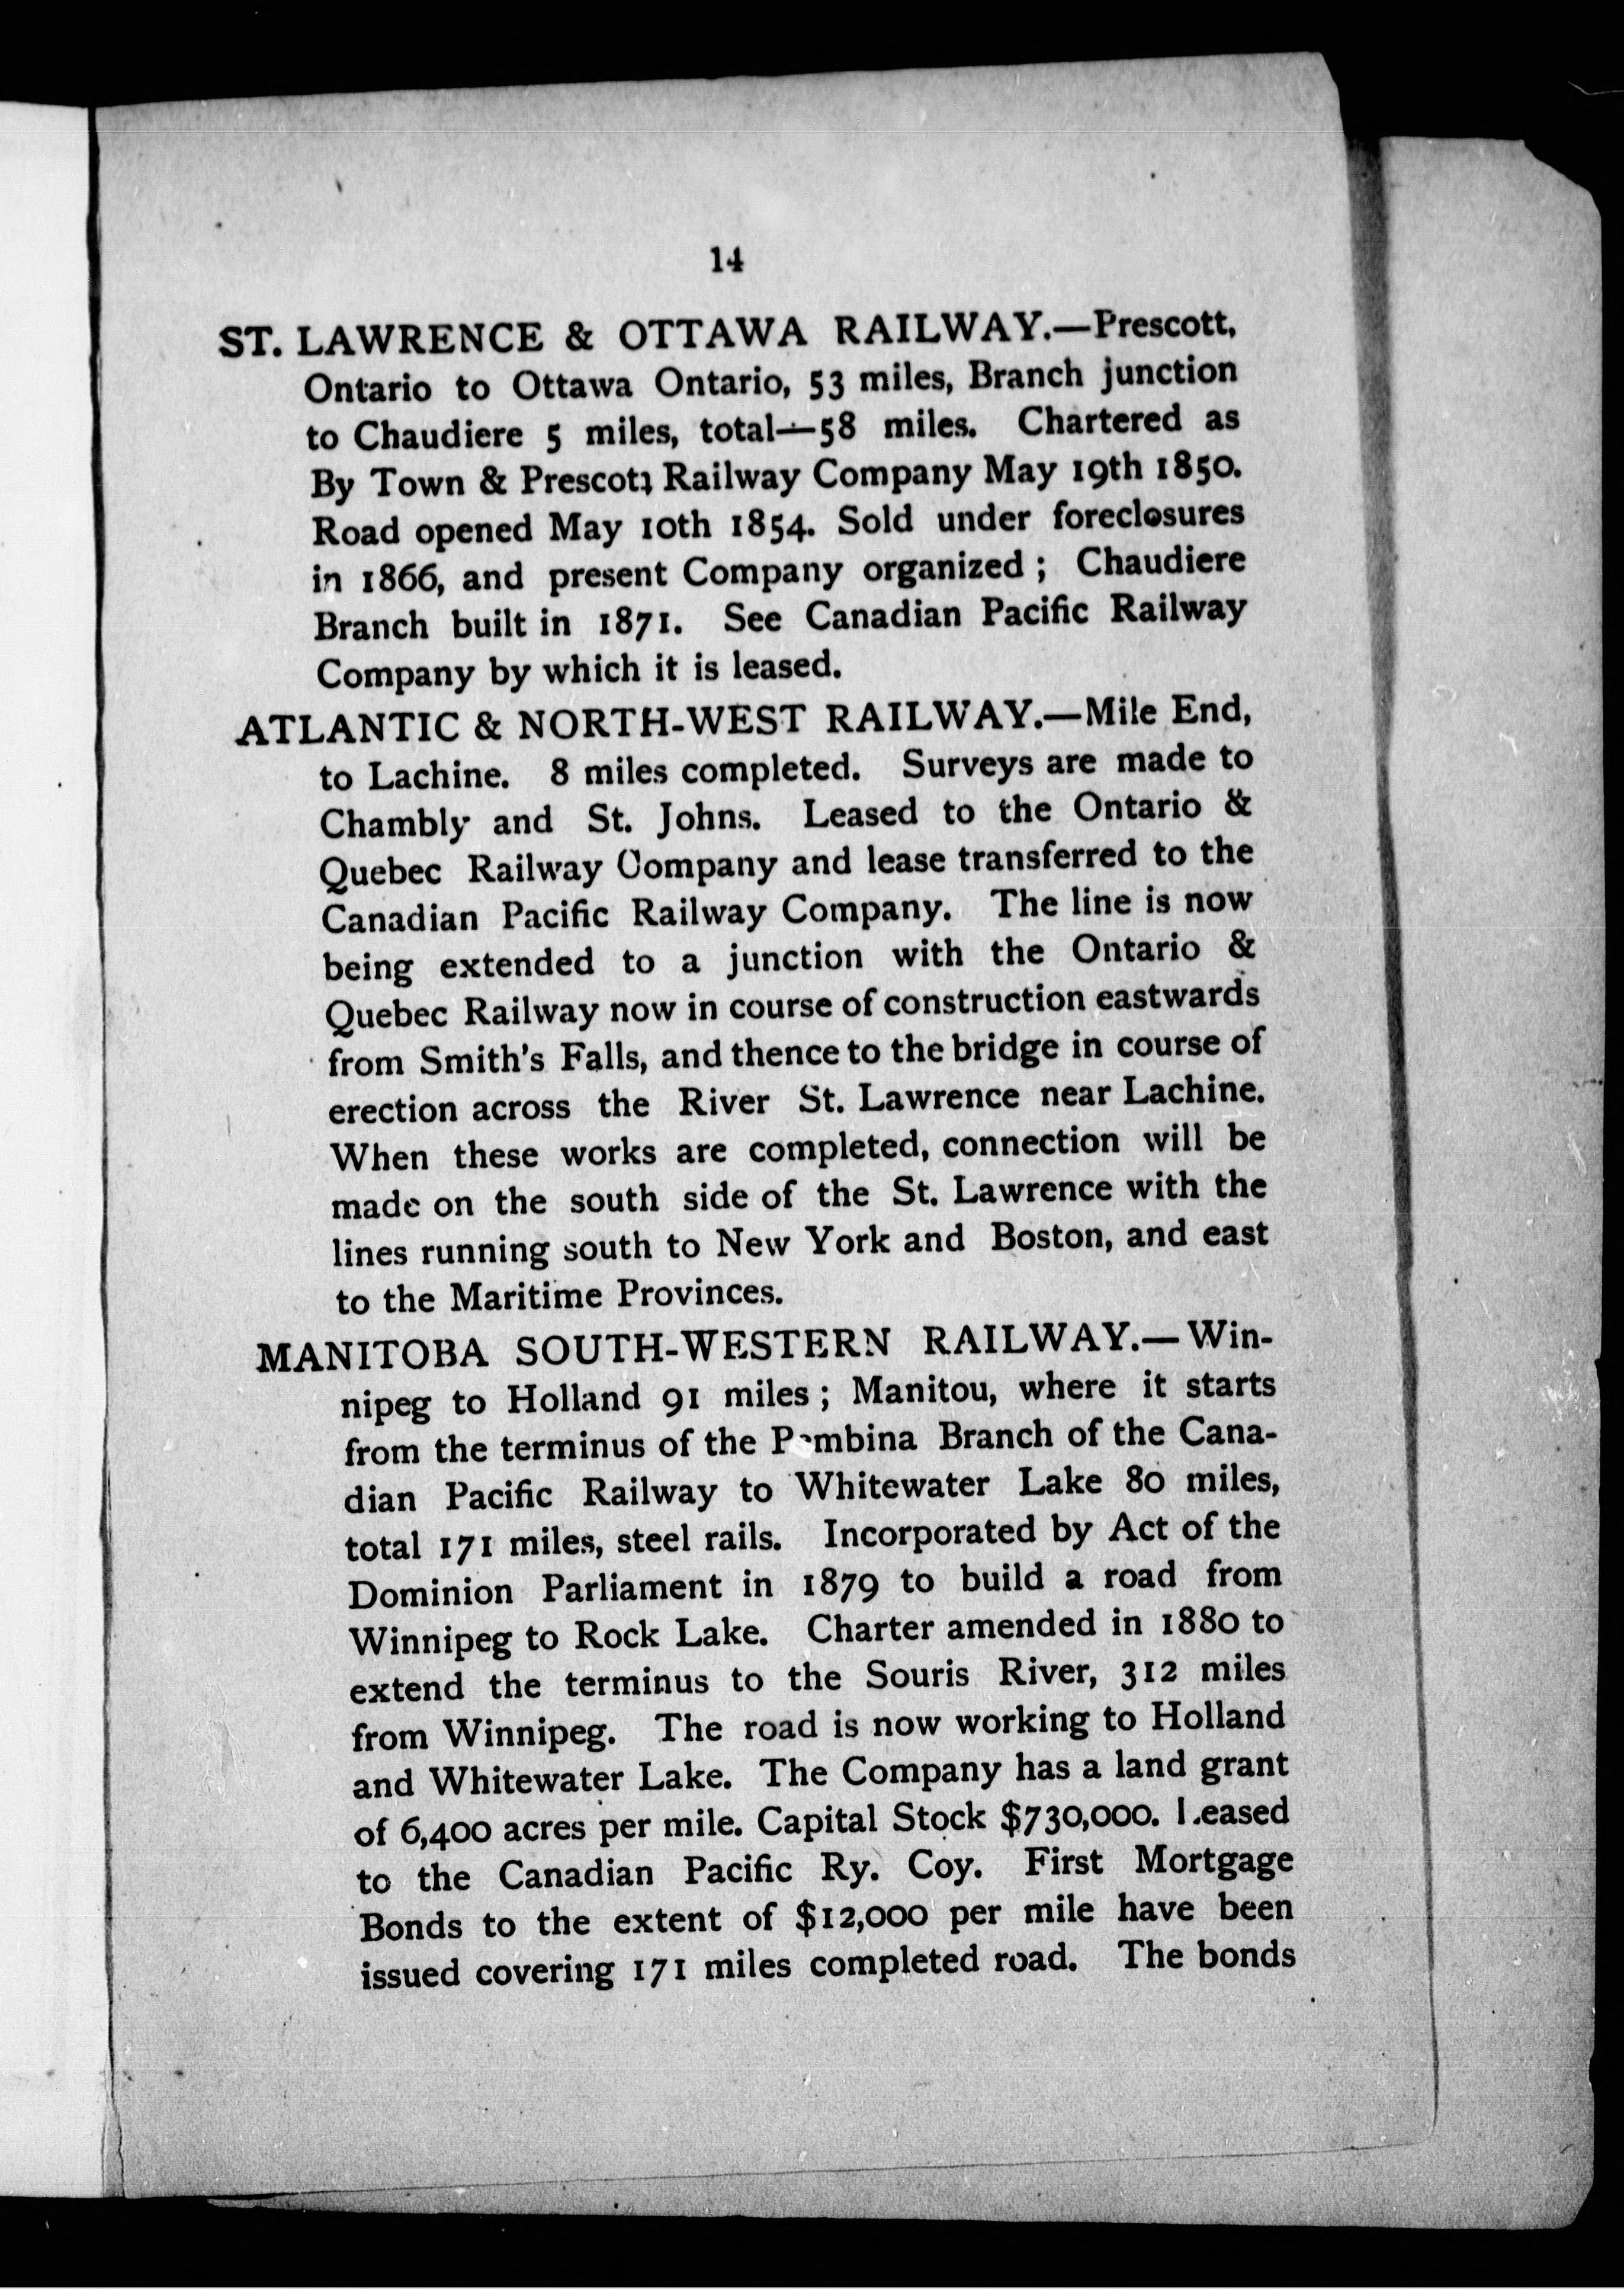 14
ST. LAWRENCE & OTTAWA RAILWAY.—Prescott,
Ontario to Ottawa Ontario, 53 miles, Branch junction
to Chaudiere 5 miles, total—58 miles. Chartered as
By Town & Prescott Railway Company May 19th 1850.
Road opened May 10th 1854. Sold under foreclosures
in 1866, and present Company organized ; Chaudiere
Branch built in 1871. See Canadian Pacific Railway
Company by which it is leased.
ATLANTIC & NORTH-WEST RAILWAY.—Mile End,
to Lachine. 8 miles completed. Surveys are made to
Chambly and St. Johns. Leased to the Ontario &
Quebec Railway Company and lease transferred to the
Canadian Pacific Railway Company. The line is now
being extended to a junction with the Ontario &
Quebec Railway now in course of construction eastwards
from Smith's Falls, and thence to the bridge in course of
erection across the River St. Lawrence near Lachine.
When these works are completed, connection will be
made on the south side of the St. Lawrence with the
lines running south to New York and Boston, and east
to the Maritime Provinces.
MANITOBA SOUTH-WESTERN RAILWAY.—Win-
nipeg to Holland 91 miles ; Manitou, where it starts
from the terminus of the Pembina Branch of the Cana-
dian Pacific Railway to Whitewater Lake 80 miles,
total 171 miles, steel rails. Incorporated by Act of the
Dominion Parliament in 1879 to build a road from
Winnipeg to Rock Lake. Charter amended in 1880 to
extend the terminus to the Souris River, 312 miles
from Winnipeg. The road is now working to Holland
and Whitewater Lake. The Company has a land grant
of 6,400 acres per mile. Capital Stock $730,000. Leased
to the Canadian Pacific Ry. Coy. First Mortgage
Bonds to the extent of $12,000 per mile have been
issued covering 171 miles completed road. The bonds